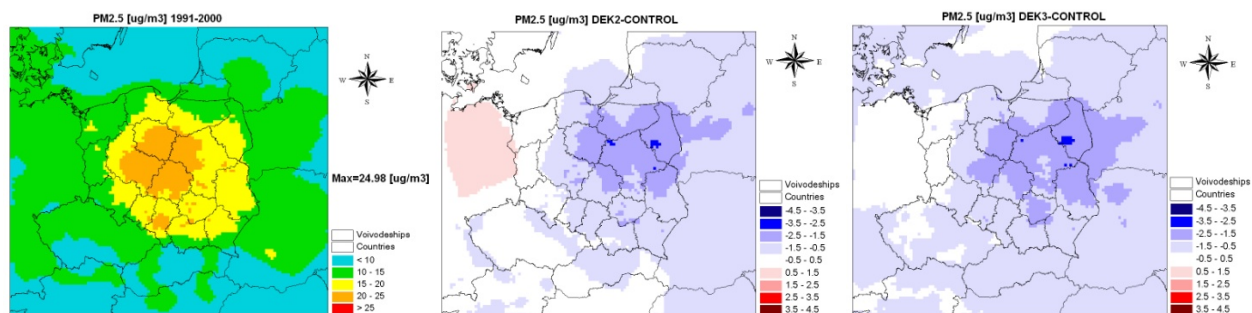 PM2.5 [ug/m3] 1991-2000
N
W E
S
Max=24.98 [ug/m3]
Voivodeships
Countries
< 10
10 - 15
15 - 20
20 - 25
> 25
PM2.5 [ug/m3] DEK2-CONTROL
N
W E
S
Voivodeships
Countries
-4.5 - -3.5
-3.5 - -2.5
-2.5 - -1.5
-1.5 - -0.5
-0.5 - 0.5
0.5 - 1.5
1.5 - 2.5
2.5 - 3.5
3.5 - 4.5
PM2.5 [ug/m3] DEK3-CONTROL
N
W E
S
Voivodeships
Countries
-4.5 - -3.5
-3.5 - -2.5
-2.5 - -1.5
-1.5 - -0.5
-0.5 - 0.5
0.5 - 1.5
1.5 - 2.5
2.5 - 3.5
3.5 - 4.5